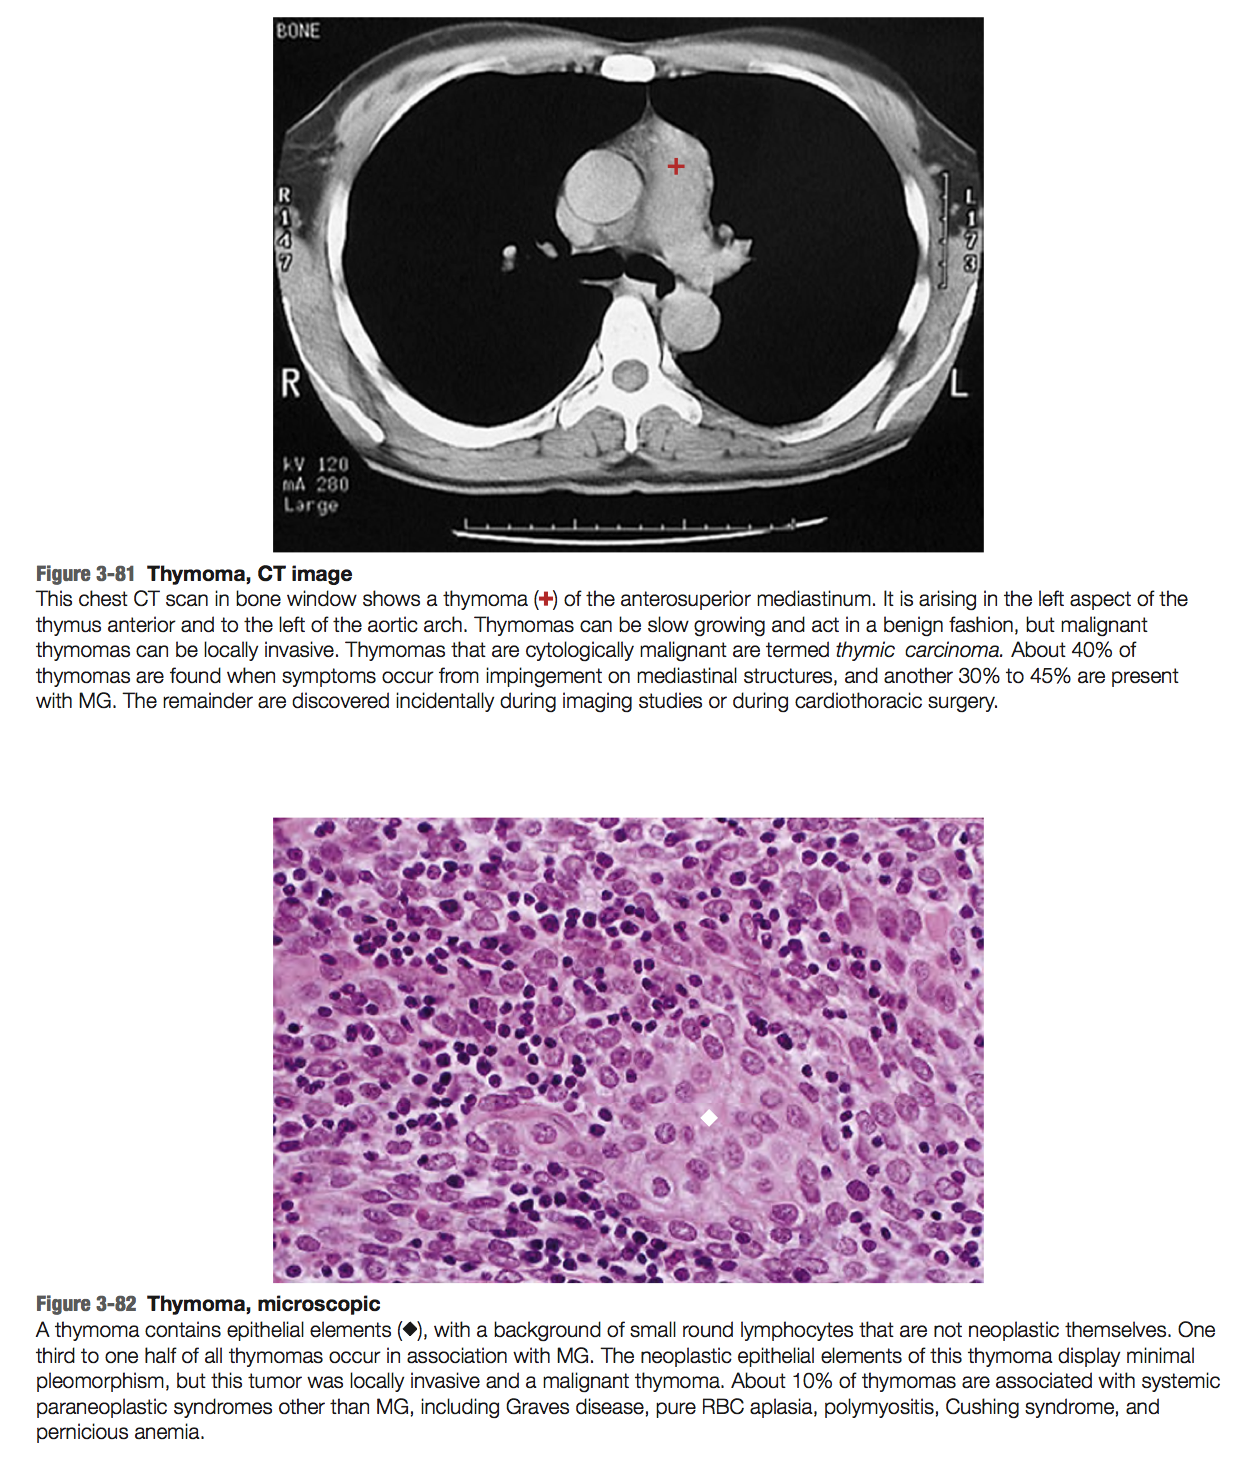 BONE
R
147
L
173
R
L
kV 120
mA 280
Large
Figure 3-81 Thymoma, CT image
This chest CT scan in bone window shows a thymoma (+) of the anterosuperior mediastinum. It is arising in the left aspect of the
thymus anterior and to the left of the aortic arch. Thymomas can be slow growing and act in a benign fashion, but malignant
thymomas can be locally invasive. Thymomas that are cytologically malignant are termed thymic carcinoma. About 40% of
thymomas are found when symptoms occur from impingement on mediastinal structures, and another 30% to 45% are present
with MG. The remainder are discovered incidentally during imaging studies or during cardiothoracic surgery.
Figure 3-82 Thymoma, microscopic
A thymoma contains epithelial elements (◆), with a background of small round lymphocytes that are not neoplastic themselves. One
third to one half of all thymomas occur in association with MG. The neoplastic epithelial elements of this thymoma display minimal
pleomorphism, but this tumor was locally invasive and a malignant thymoma. About 10% of thymomas are associated with systemic
paraneoplastic syndromes other than MG, including Graves disease, pure RBC aplasia, polymyositis, Cushing syndrome, and
pernicious anemia.